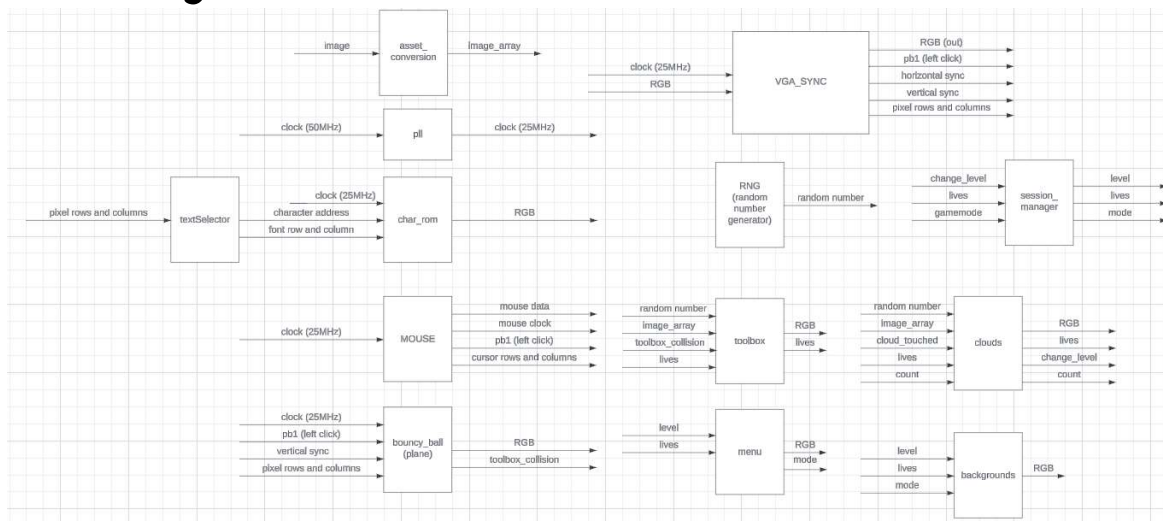 image
asset_
conversion
image_array
clock (25MHz)
RGB
VGA_SYNC
RGB (out)
pb1 (left click)
horizontal sync
vertical sync
pixel rows and columns
clock (50MHz)
pll
clock (25MHz)
pixel rows and columns
textSelector
clock (25MHz)
character address
font row and column
char_rom
RGB
RNG
(random
number
generator)
random number
change_level
lives
gamemode
session_
manager
level
lives
mode
clock (25MHz)
MOUSE
mouse data
mouse clock
pb1 (left click)
cursor rows and columns
random number
image_array
toolbox_collision
lives
toolbox
RGB
lives
random number
image_array
cloud_touched
lives
count
clouds
RGB
lives
change_level
count
clock (25MHz)
pb1 (left click)
vertical sync
pixel rows and columns
bouncy_ball
(plane)
RGB
toolbox_collision
level
lives
menu
RGB
mode
level
lives
mode
backgrounds
RGB